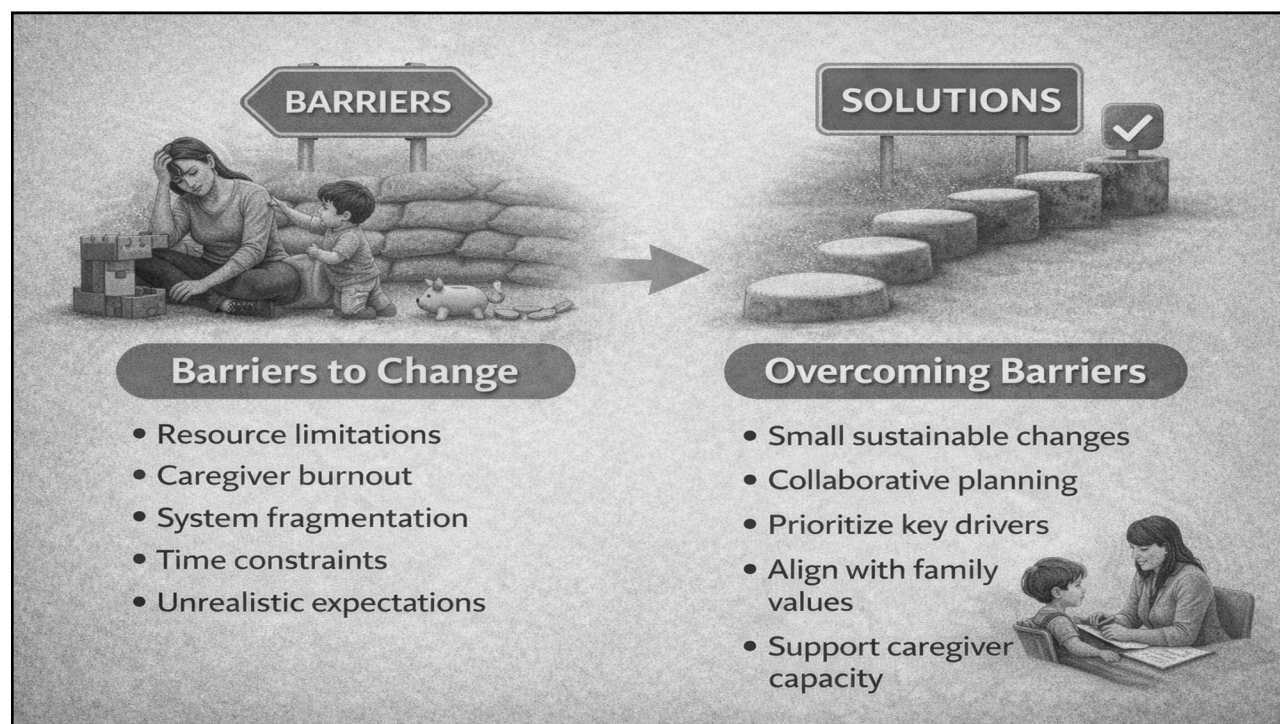 BARRIERS
Barriers to Change
• Resource limitations
• Caregiver burnout
• System fragmentation
• Time constraints
• Unrealistic expectations
SOLUTIONS
Overcoming Barriers
• Small sustainable changes
• Collaborative planning
• Prioritize key drivers
• Align with family
values
• Support caregiver
capacity